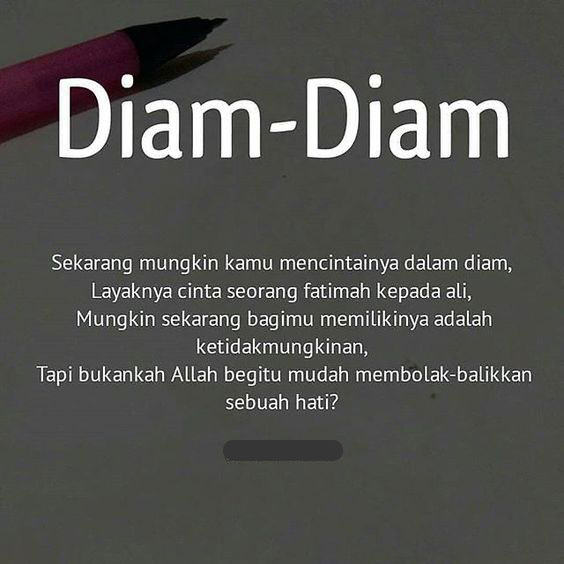 Diam-Diam
Sekarang mungkin kamu mencintainya dalam diam,
Layaknya cinta seorang fatimah kepada ali,
Mungkin sekarang bagimu memilikinya adalah
ketidakmungkinan,
Tapi bukankah Allah begitu mudah membolak-balikkan
sebuah hati?